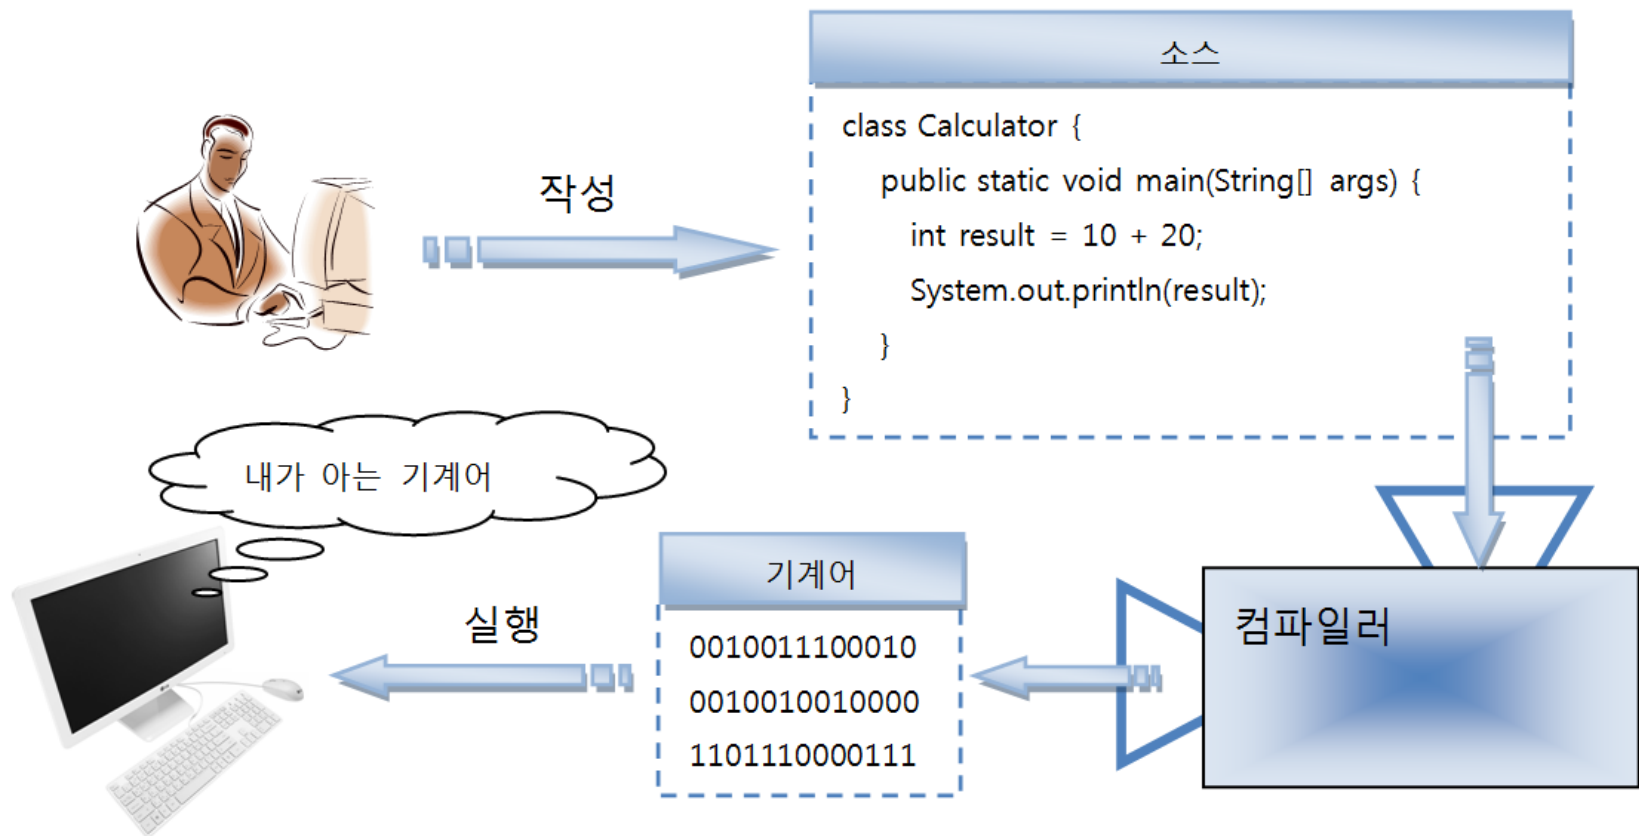 소스
class Calculator {
public static void main(String[] args) {
int result = 10 + 20;
System.out.println(result);
}
}
작성
컴파일러
기계어
0010011100010
0010010010000
1101110000111
실행
내가 아는 기계어